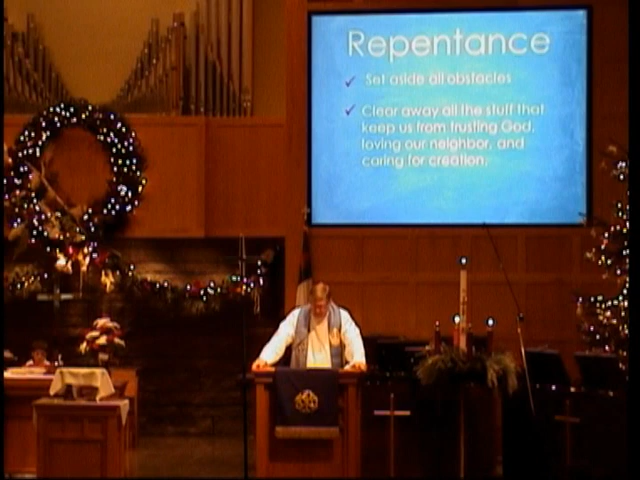 Repentance
✓ Set aside all obstacles
✓ Clear away all the stuff that
keep us from trusting God,
loving our neighbor, and
caring for creation.